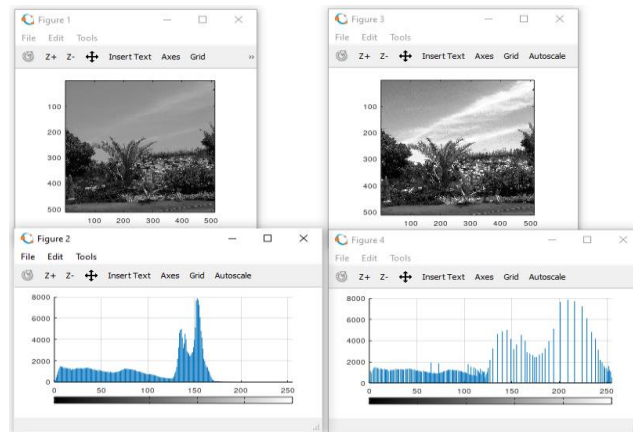 Figure 1
File Edit Tools
Z+ Z- Insert Text Axes Grid »
100
200
300
400
500
100 200 300 400 500
Figure 3
File Edit Tools
Z+ Z- Insert Text Axes Grid Autoscale
100
200
300
400
500
100 200 300 400 500
Figure 2
File Edit Tools
Z+ Z- Insert Text Axes Grid Autoscale
8000
6000
4000
2000
0
0 50 100 150 200 250
Figure 4
File Edit Tools
Z+ Z- Insert Text Axes Grid Autoscale
8000
6000
4000
2000
0
0 50 100 150 200 250